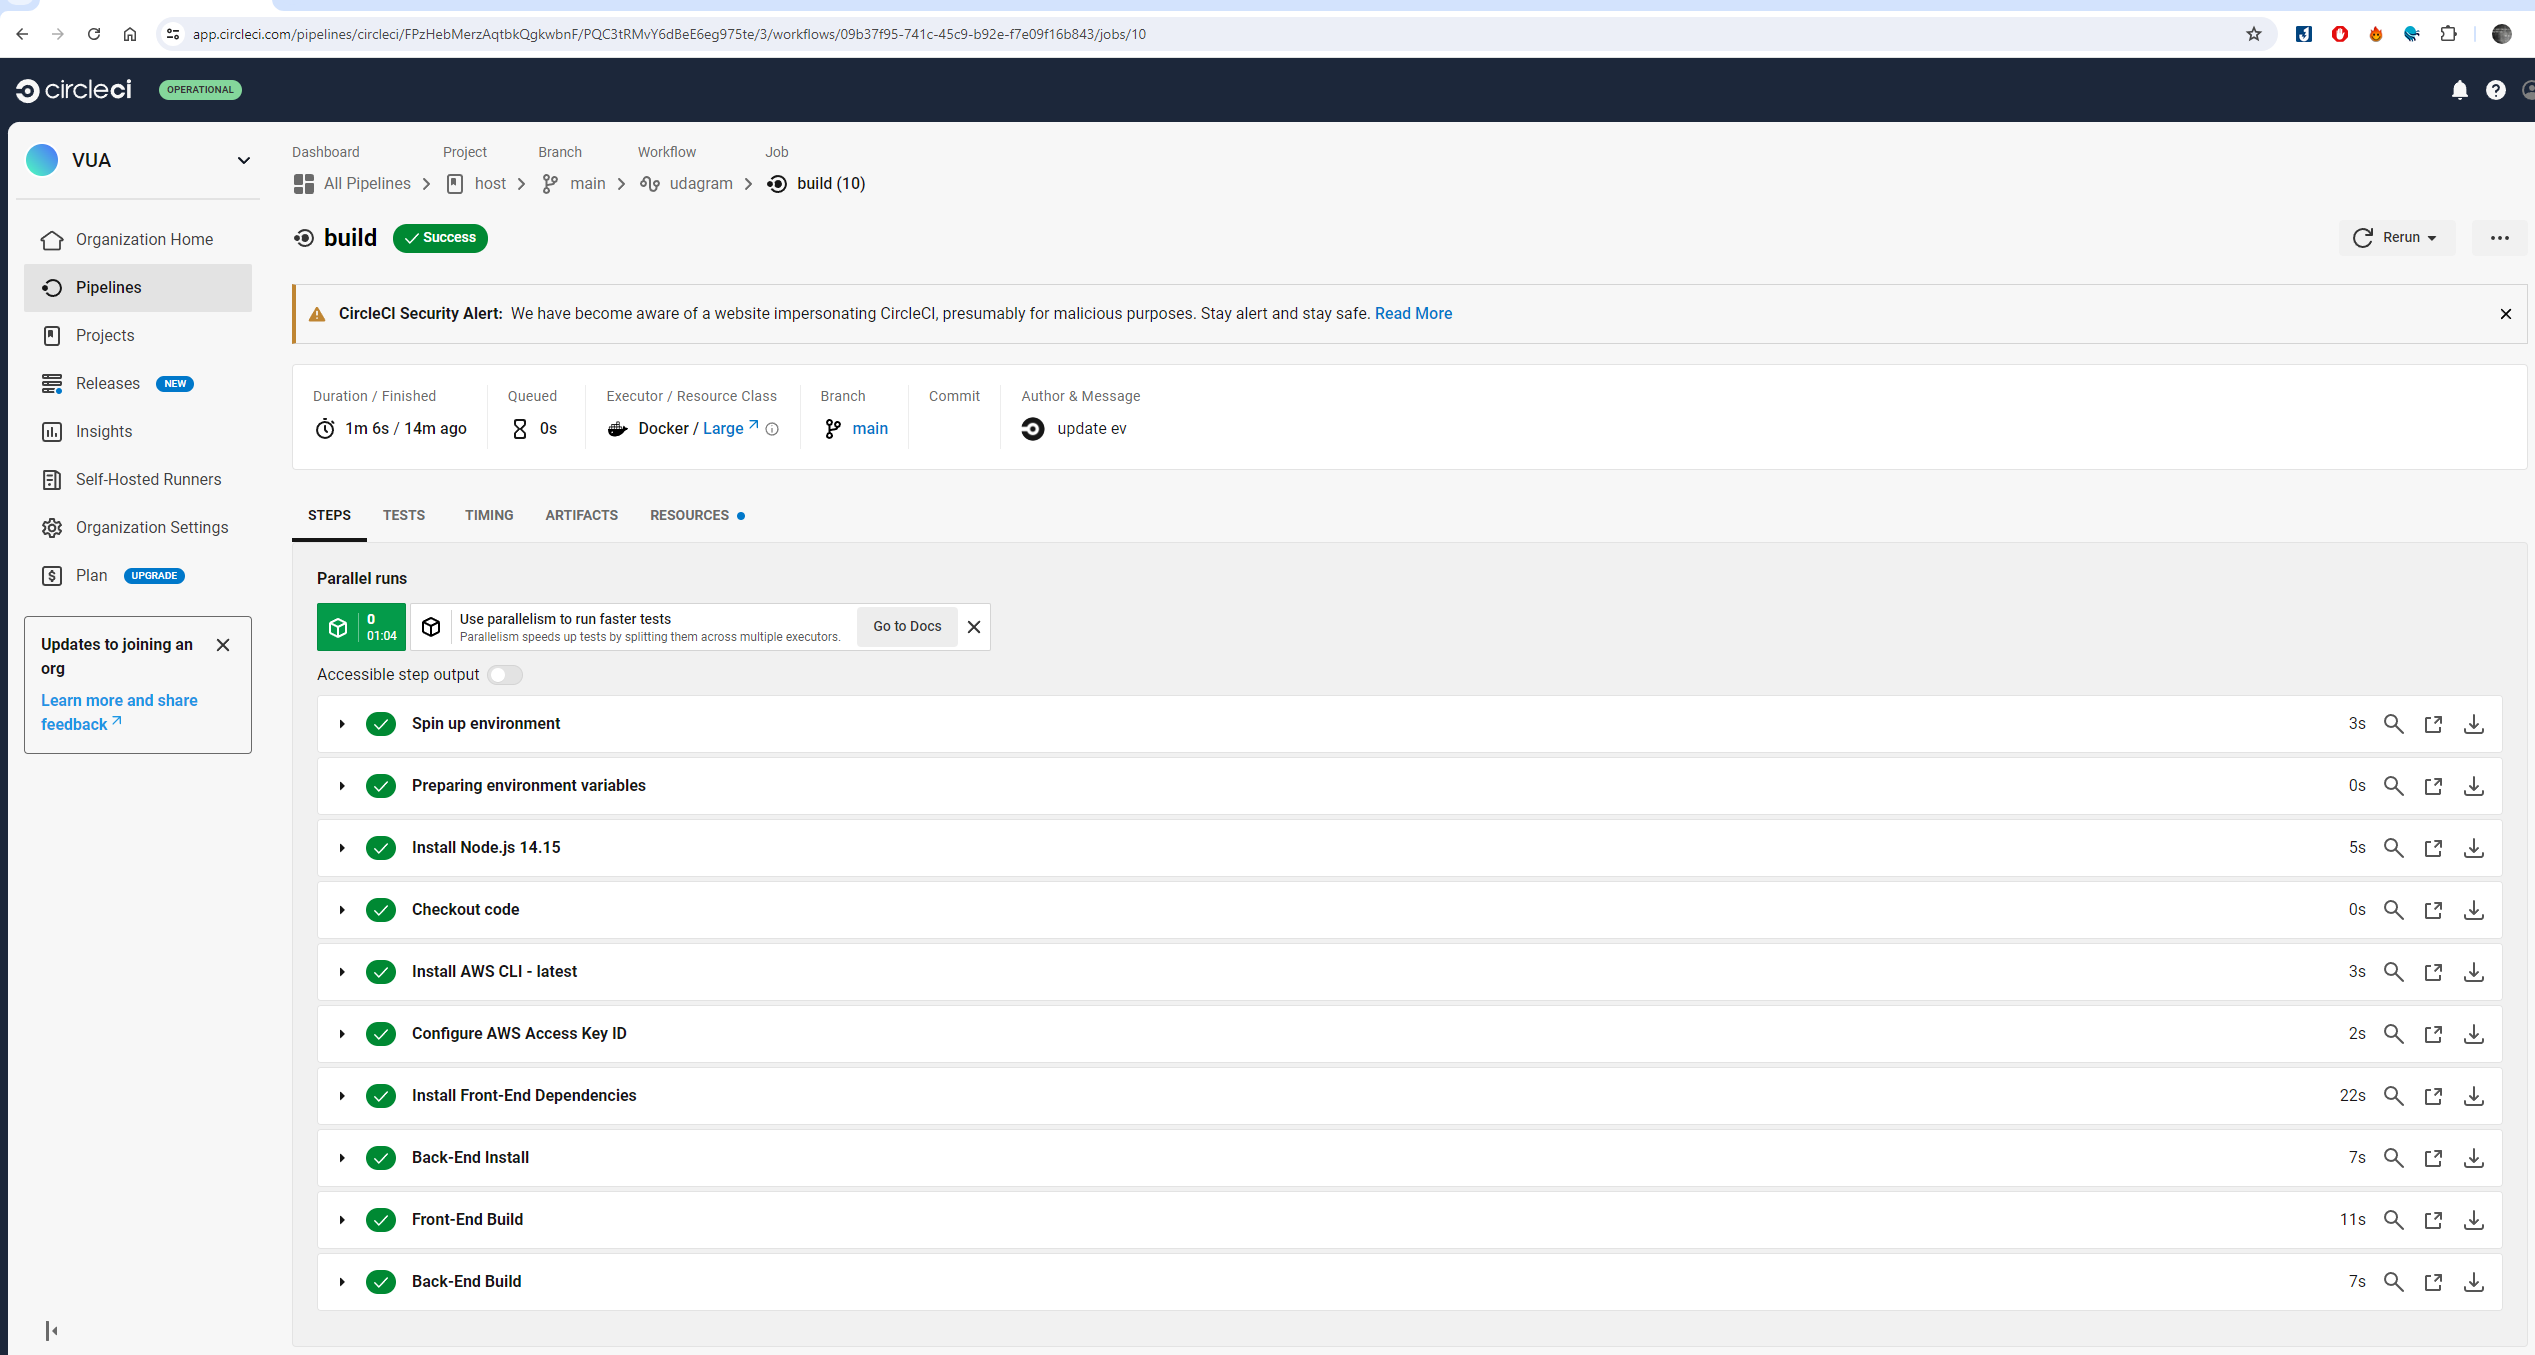 app.circleci.com/pipelines/circleci/FPzHebMerzAqtbkQgkwbnF/PQC3tRMvY6dBeE6eg975te/3/workflows/09b37f95-741c-45c9-b92e-f7e09f16b843/jobs/10
circleci OPERATIONAL
VUA
Organization Home
Pipelines
Projects
Releases NEW
Insights
Self-Hosted Runners
Organization Settings
Plan UPGRADE
Updates to joining an
org
Learn more and share
feedback
Dashboard Project Branch Workflow Job
All Pipelines host main udagram build (10)
build Success
Rerun
CircleCI Security Alert: We have become aware of a website impersonating CircleCI, presumably for malicious purposes. Stay alert and stay safe. Read More
Duration / Finished Queued Executor / Resource Class Branch Commit Author & Message
1m 6s / 14m ago 0s Docker / Large main update ev
STEPS TESTS TIMING ARTIFACTS RESOURCES
Parallel runs
0
01:04
Use parallelism to run faster tests
Parallelism speeds up tests by splitting them across multiple executors.
Go to Docs
Accessible step output
Spin up environment 3s
Preparing environment variables 0s
Install Node.js 14.15 5s
Checkout code 0s
Install AWS CLI - latest 3s
Configure AWS Access Key ID 2s
Install Front-End Dependencies 22s
Back-End Install 7s
Front-End Build 11s
Back-End Build 7s